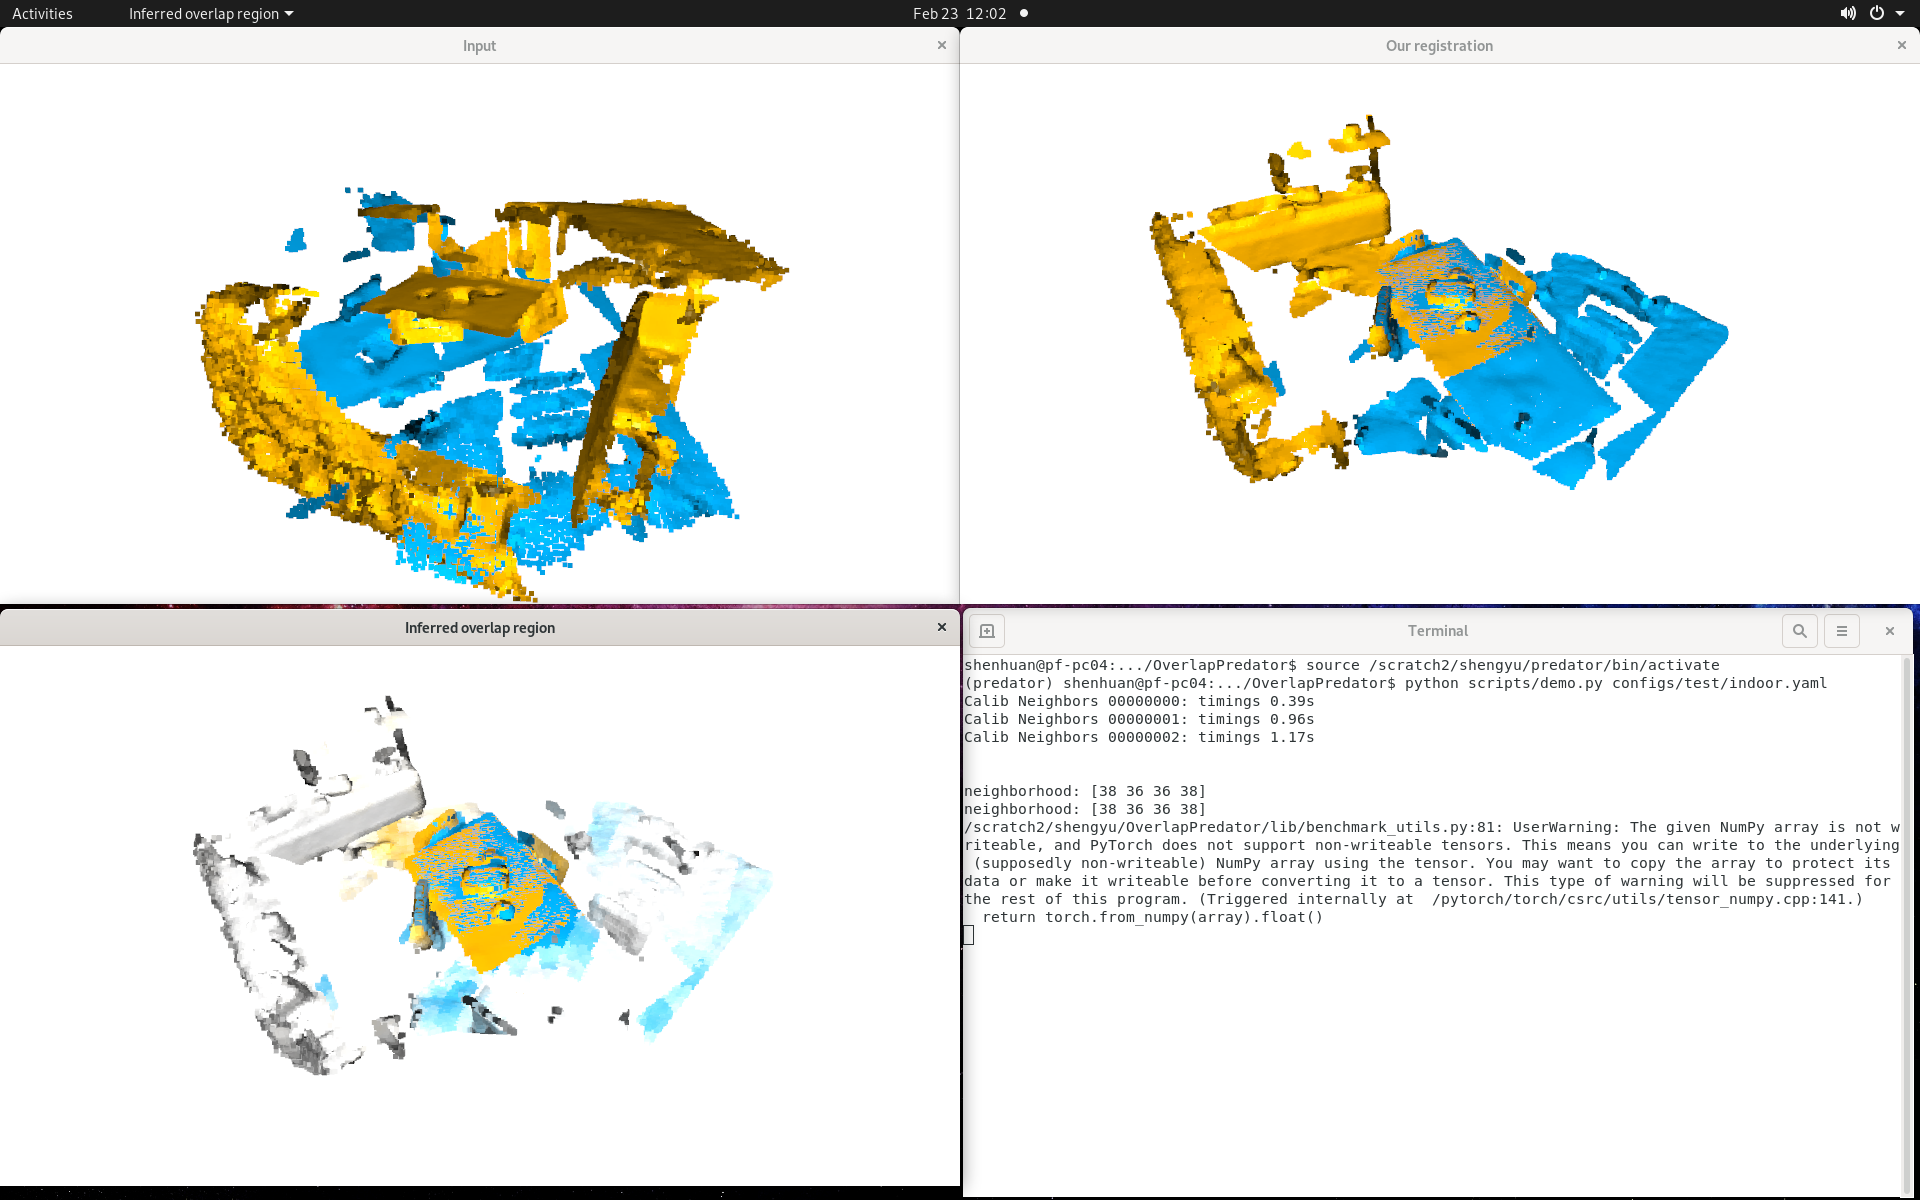 Activities
Inferred overlap region
Feb 23 12:02
Input
Our registration
Inferred overlap region
Terminal
shenhuan@pf-pc04:.../OverlapPredator$ source /scratch2/shengyu/predator/bin/activate
(predator) shenhuan@pf-pc04:.../OverlapPredator$ python scripts/demo.py configs/test/indoor.yaml
Calib Neighbors 00000000: timings 0.39s
Calib Neighbors 00000001: timings 0.96s
Calib Neighbors 00000002: timings 1.17s
neighborhood: [38 36 36 38]
neighborhood: [38 36 36 38]
/scratch2/shengyu/OverlapPredator/lib/benchmark_utils.py:81: UserWarning: The given NumPy array is not w
riteable, and PyTorch does not support non-writeable tensors. This means you can write to the underlying
 (supposedly non-writeable) NumPy array using the tensor. You may want to copy the array to protect its
data or make it writeable before converting it to a tensor. This type of warning will be suppressed for
the rest of this program. (Triggered internally at  /pytorch/torch/csrc/utils/tensor_numpy.cpp:141.)
  return torch.from_numpy(array).float()